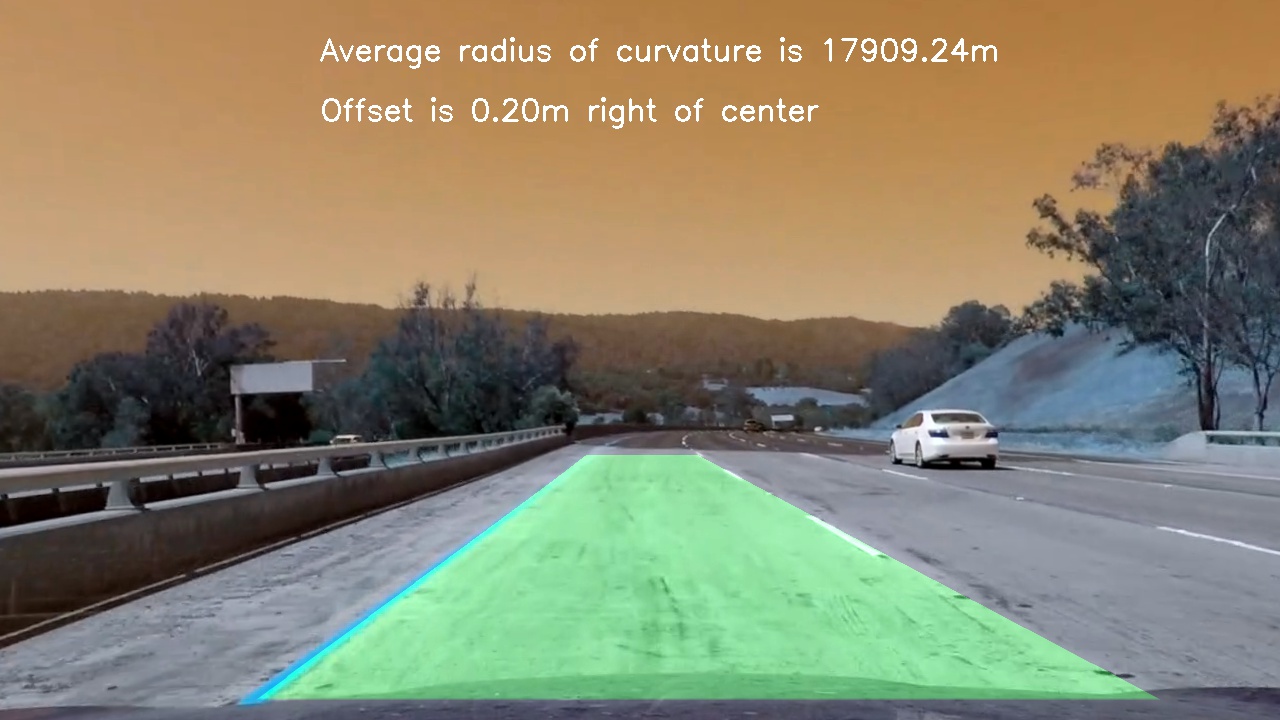 Average radius of curvature is 17909.24m
Offset is 0.20m right of center